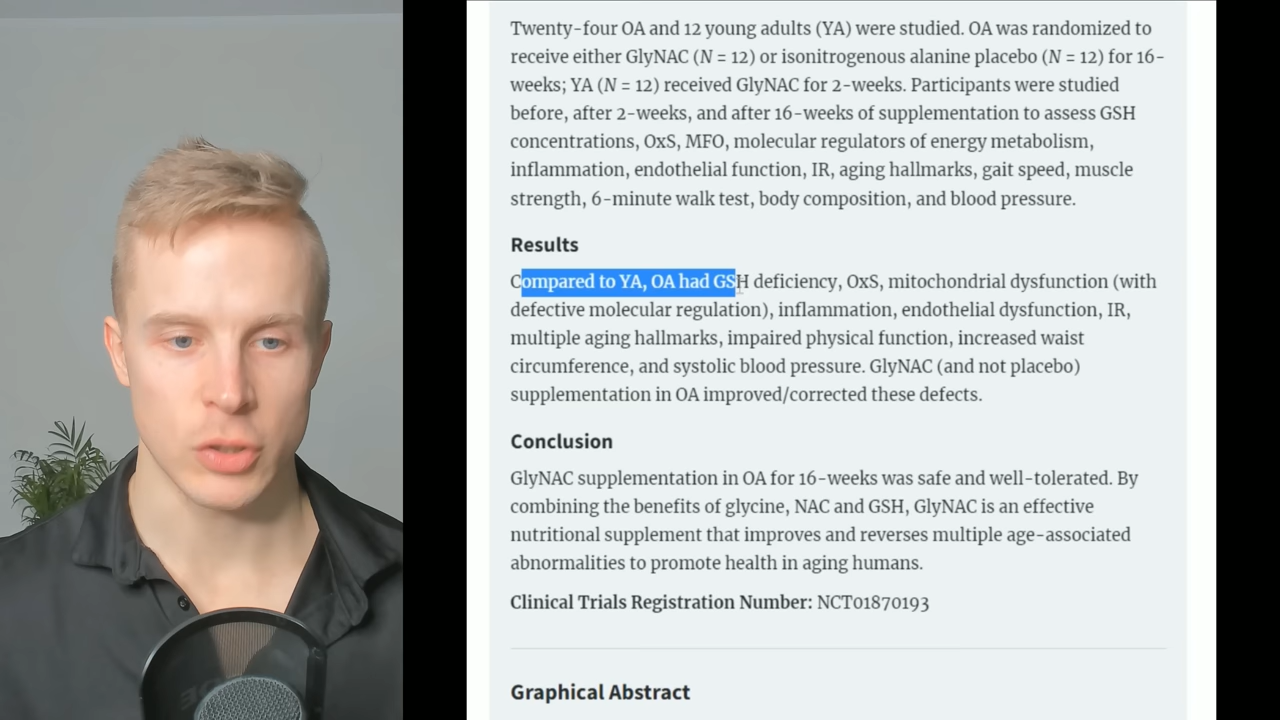 Twenty-four OA and 12 young adults (YA) were studied. OA was randomized to
receive either GlyNAC (N = 12) or isonitrogenous alanine placebo (N = 12) for 16-
weeks; YA (N = 12) received GlyNAC for 2-weeks. Participants were studied
before, after 2-weeks, and after 16-weeks of supplementation to assess GSH
concentrations, OxS, MFO, molecular regulators of energy metabolism,
inflammation, endothelial function, IR, aging hallmarks, gait speed, muscle
strength, 6-minute walk test, body composition, and blood pressure.
Results
Compared to YA, OA had GSH deficiency, OxS, mitochondrial dysfunction (with
defective molecular regulation), inflammation, endothelial dysfunction, IR,
multiple aging hallmarks, impaired physical function, increased waist
circumference, and systolic blood pressure. GlyNAC (and not placebo)
supplementation in OA improved/corrected these defects.
Conclusion
GlyNAC supplementation in OA for 16-weeks was safe and well-tolerated. By
combining the benefits of glycine, NAC and GSH, GlyNAC is an effective
nutritional supplement that improves and reverses multiple age-associated
abnormalities to promote health in aging humans.
Clinical Trials Registration Number: NCT01870193
Graphical Abstract